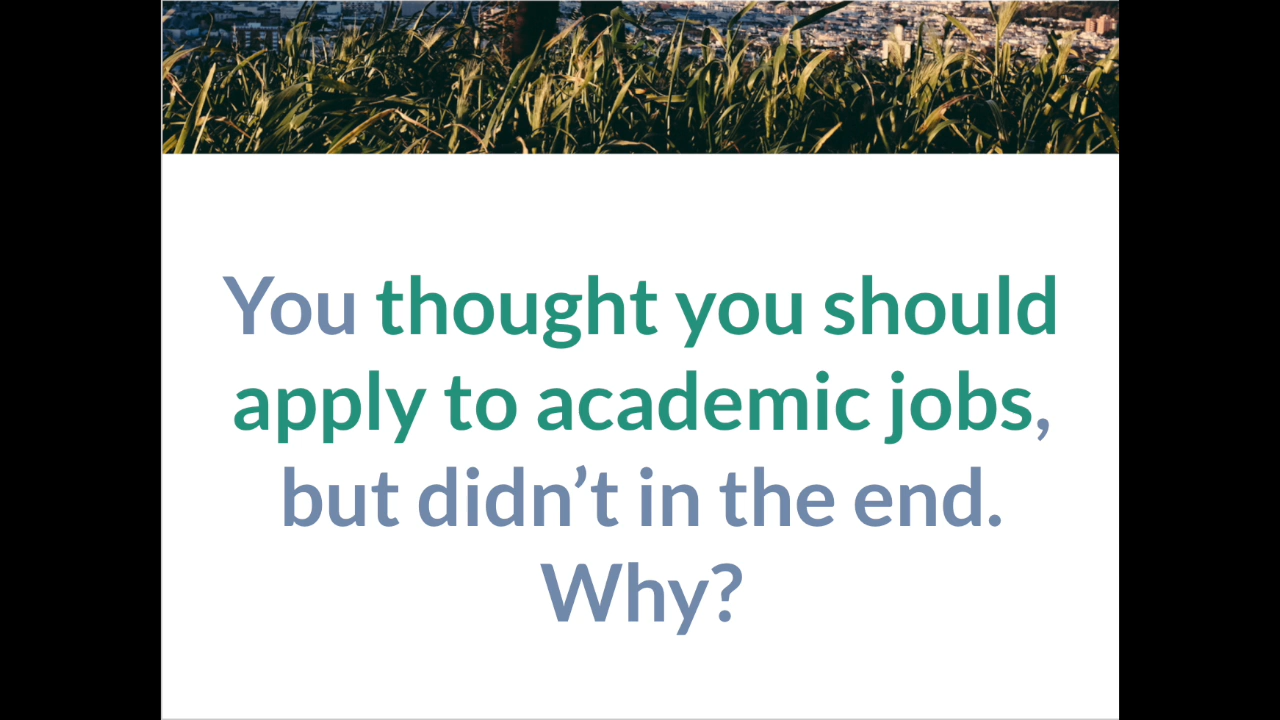 You thought you should
apply to academic jobs,
but didn’t in the end.
Why?